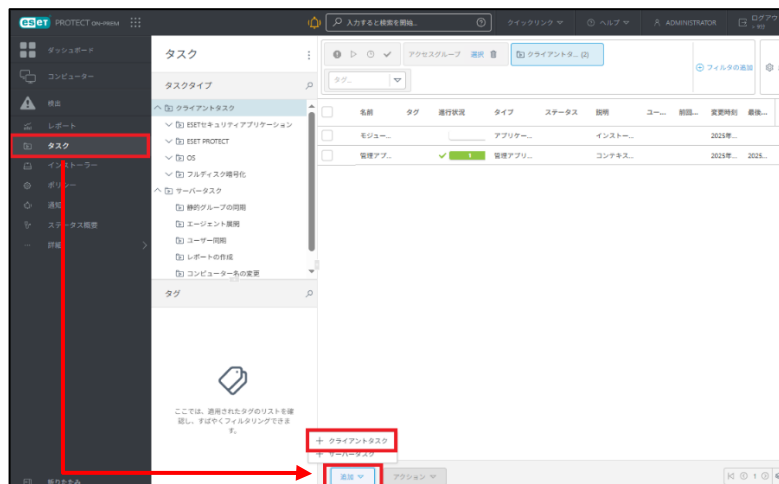 eset PROTECT ON-PREM
入力すると検索を開始...
クイックリンク
ヘルプ
ADMINISTRATOR
ログアウ
ダッシュボード
コンピューター
検出
レポート
タスク
インストーラー
ポリシー
通知
ステータス概要
詳細
折りたたみ
タスク
タスクタイプ
クライアントタスク
ESETセキュリティアプリケーション
ESET PROTECT
OS
フルディスク暗号化
サーバータスク
静的グループの同期
エージェント展開
ユーザー同期
レポートの作成
コンピューター名の変更
タグ
ここでは、適用されたタグのリストを確
認し、すばやくフィルタリングできま
す。
アクセスグループ 選択
クライアントタ... (2)
フィルタの追加
タグ...
名前 タグ 進行状況 タイプ ステータス 説明 ユー... 前回... 変更時刻 最後...
モジュー... アプリケー... インストー... 2025年...
管理アプ... 1 管理アプリ... コンテキス... 2025年... 2025...
クライアントタスク
サーバータスク
追加
アクション
1